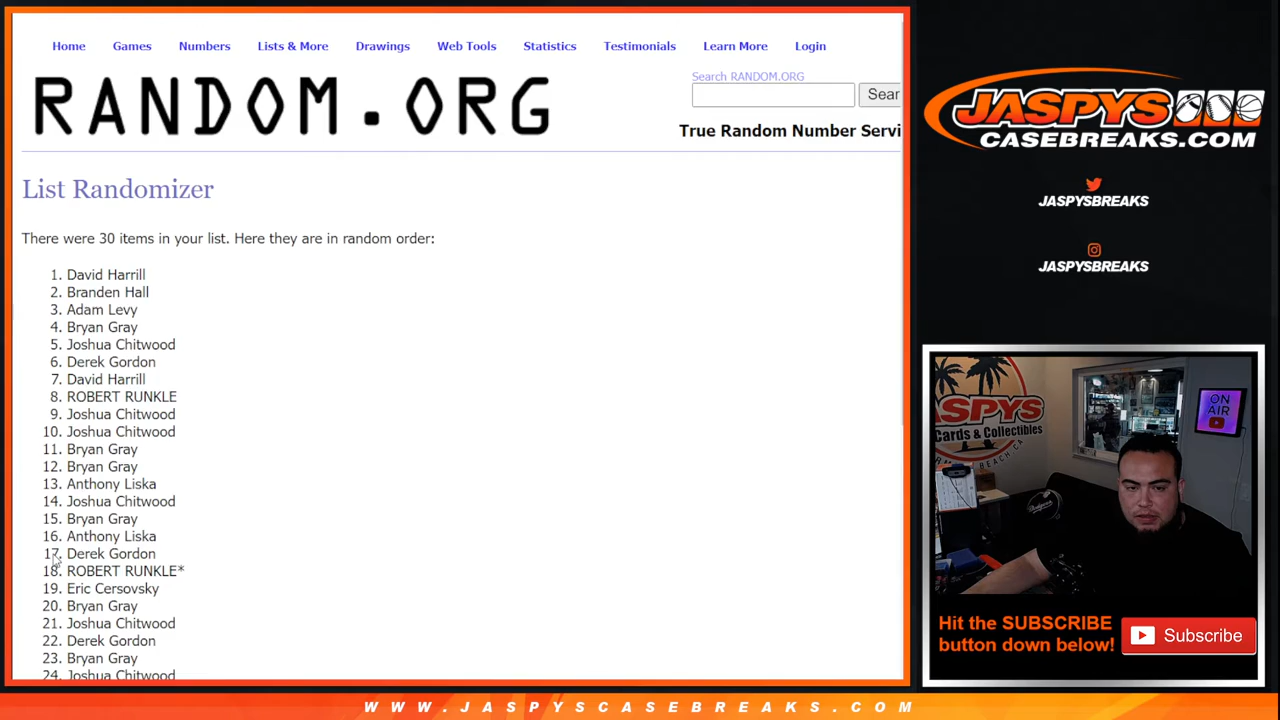 Home Games Numbers Lists & More Drawings Web Tools Statistics Testimonials Learn More Login
RANDOM.ORG
Search RANDOM.ORG
Sear
True Random Number Servi
List Randomizer
There were 30 items in your list. Here they are in random order:
1. David Harrill
2. Branden Hall
3. Adam Levy
4. Bryan Gray
5. Joshua Chitwood
6. Derek Gordon
7. David Harrill
8. ROBERT RUNKLE
9. Joshua Chitwood
10. Joshua Chitwood
11. Bryan Gray
12. Bryan Gray
13. Anthony Liska
14. Joshua Chitwood
15. Bryan Gray
16. Anthony Liska
17. Derek Gordon
18. ROBERT RUNKLE*
19. Eric Cersovsky
20. Bryan Gray
21. Joshua Chitwood
22. Derek Gordon
23. Bryan Gray
24. Joshua Chitwood
JASPYS
CASEBREAKS.COM
JASPYSBREAKS
JASPYSBREAKS
ASPYS
Cards & Collectibles
ON
AIR
Hit the SUBSCRIBE
button down below!
Subscribe
WWW.JASPYSCASEBREAKS.COM